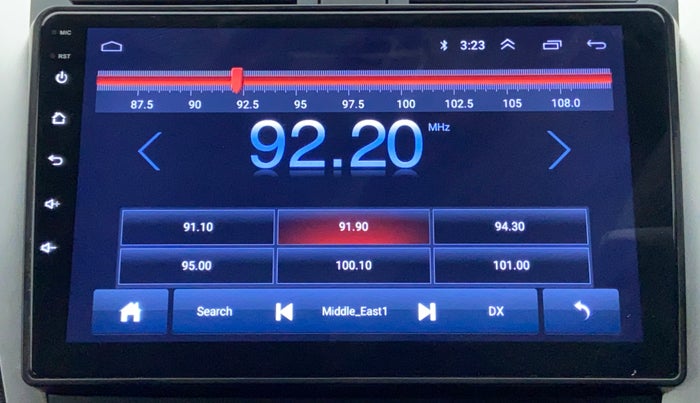 MIC
3:23
RST
87.5 90 92.5 95 97.5 100 102.5 105 108.0
92.20 MHz
91.10 91.90 94.30
95.00 100.10 101.00
Search Middle_East1 DX